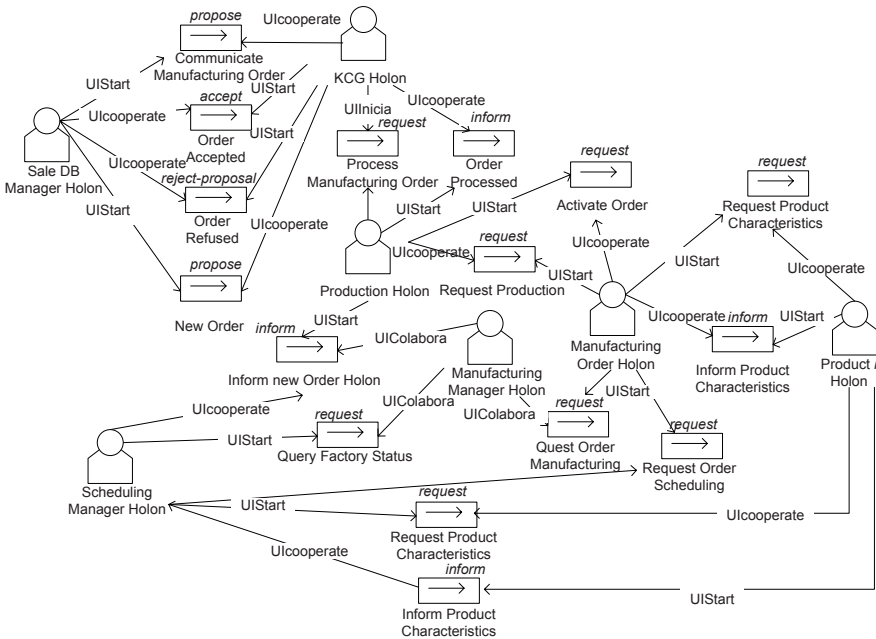 propose
UIcooperate
Communicate
Manufacturing Order
KCG Holon
UIStart
accept
UIStart
UIcooperate
UIcooperate
UIInicia
request
inform
Order
Accepted
UIStart
Sale DB
Manager Holon
UIcooperate
reject-proposal
Process
Manufacturing Order
Order
Processed
request
request
UIStart
Order
Refused
UIcooperate
UIStart
UIStart
Activate Order
Request Product
Characteristics
propose
UIcooperate
request
UIcooperate
UIStart
UIcooperate
Production Holon
Request Production
UIStart
New Order
inform
UIStart
UIColabora
UIcooperate
inform
UIStart
Inform new Order Holon
Manufacturing
Manager Holon
Manufacturing
Order Holon
Inform Product
Characteristics
Product
Holon
UIcooperate
UIColabora
UIColabora
UIStart
request
request
request
UIStart
Query Factory Status
Quest Order
Manufacturing
Request Order
Scheduling
Scheduling
Manager Holon
request
UIStart
UIcooperate
Request Product
Characteristics
UIcooperate
inform
UIStart
Inform Product
Characteristics